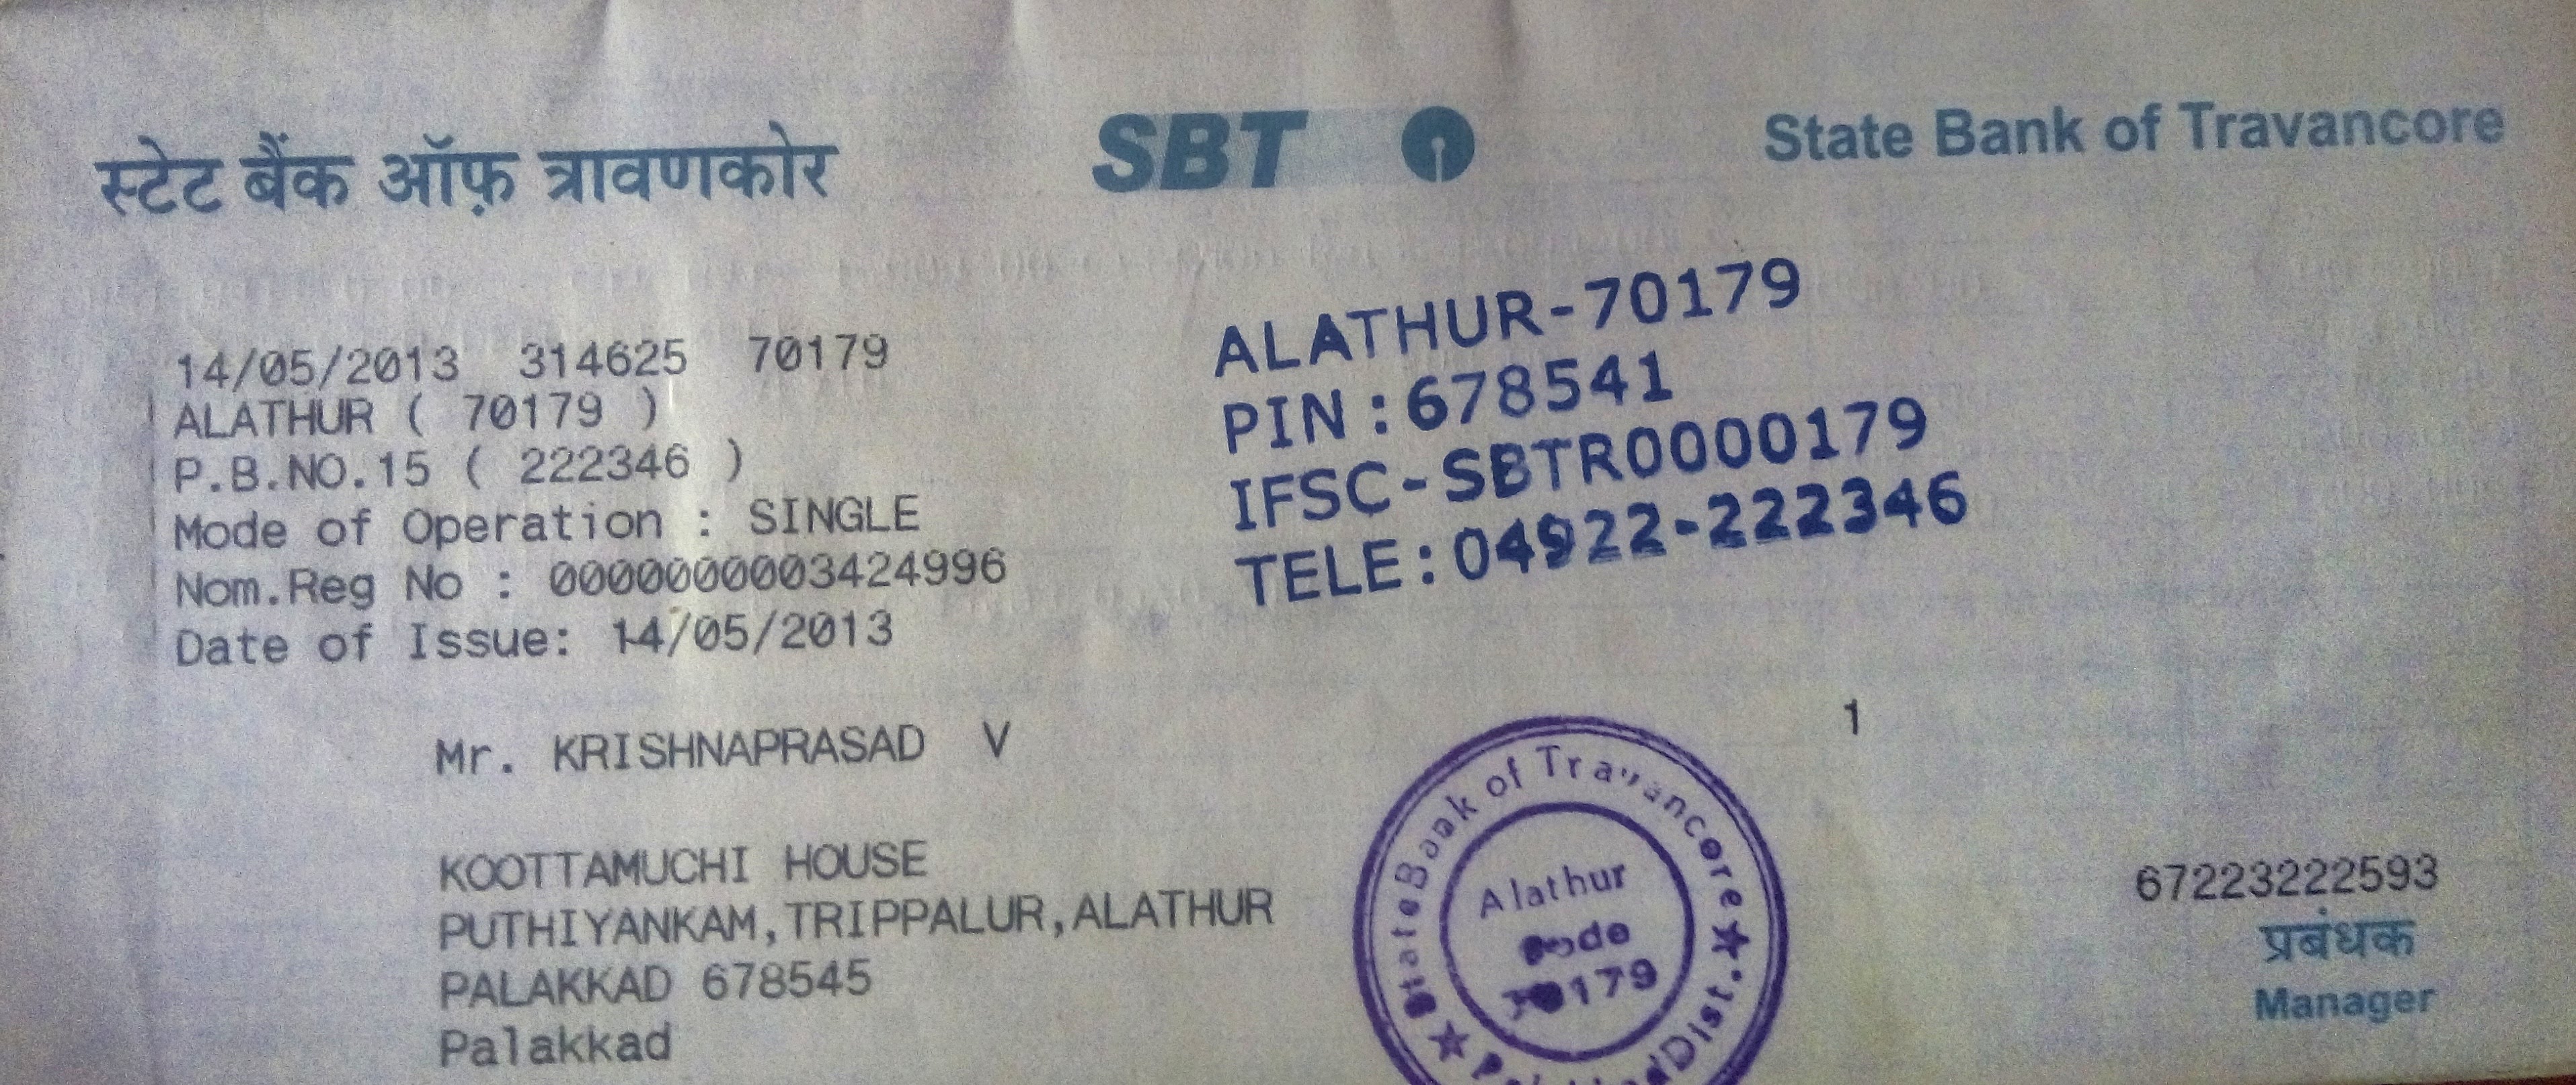 स्टेट बैंक ऑफ़ त्रावणकोर SBT State Bank of Travancore
14/05/2013 314625 70179
ALATHUR ( 70179 )
P.B.NO.15 ( 222346 )
Mode of Operation : SINGLE
Nom.Reg No : 0000000003424996
Date of Issue: 14/05/2013
ALATHUR-70179
PIN:678541
IFSC-SBTR0000179
TELE:04922-222346
Mr. KRISHNAPRASAD V
1
KOOTTAMUCHI HOUSE
PUTHIYANKAM,TRIPPALUR,ALATHUR
PALAKKAD 678545
Palakkad
State Bank of Travancore
Alathur
Code
70179
Dist.
67223222593
प्रबंधक
Manager